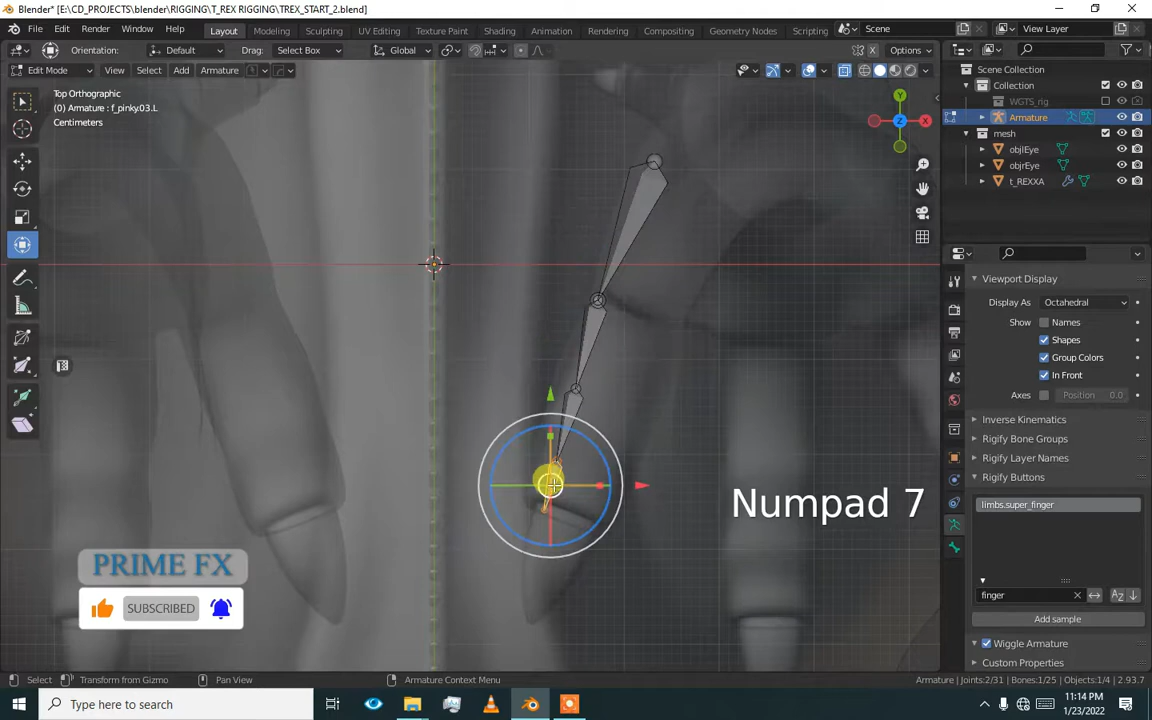 Blender* [E:\CD_PROJECTS\blender\RIGGING\T_REX RIGGING\TREX_START_2.blend]
File Edit Render Window Help Layout Modeling Sculpting UV Editing Texture Paint Shading Animation Rendering Compositing Geometry Nodes Scripting Scene View Layer
Orientation: Default Drag: Select Box Global Options
Edit Mode View Select Add Armature
Scene Collection
Collection
WGTS_rig
Armature
mesh
objlEye
objrEye
t_REXXA
Top Orthographic
(0) Armature : f_pinky.03.L
Centimeters
Y
Z
X
Viewport Display
Display As Octahedral
Show Names
Shapes
Group Colors
In Front
Axes Position 0.0
Inverse Kinematics
Rigify Bone Groups
Rigify Layer Names
Rigify Buttons
limbs.super_finger
finger
Add sample
Wiggle Armature
Custom Properties
Numpad 7
PRIME FX
SUBSCRIBED
Select Transform from Gizmo Pan View Armature Context Menu Armature | Joints:2/31 | Bones:1/25 | Objects:1/4 | 2.93.7
Type here to search
11:14 PM
1/23/2022